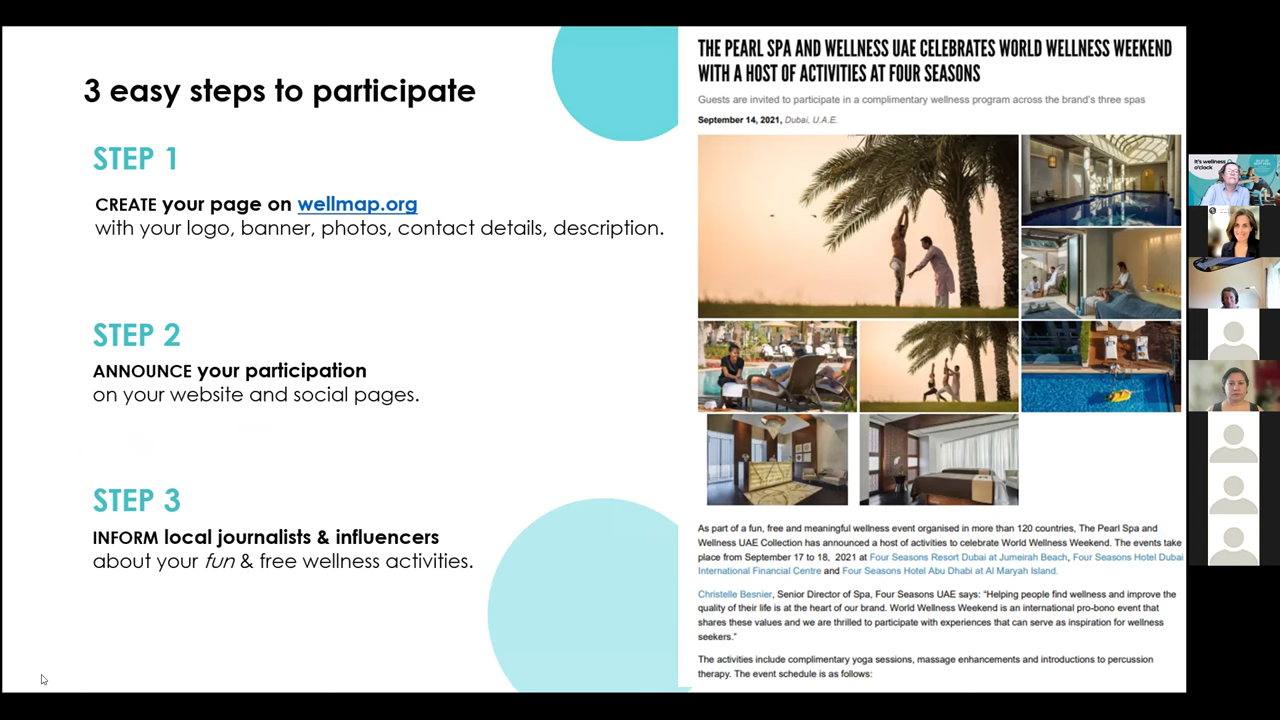 3 easy steps to participate
STEP 1
CREATE your page on wellmap.org
with your logo, banner, photos, contact details, description.
STEP 2
ANNOUNCE your participation
on your website and social pages.
STEP 3
INFORM local journalists & influencers
about your fun & free wellness activities.
THE PEARL SPA AND WELLNESS UAE CELEBRATES WORLD WELLNESS WEEKEND
WITH A HOST OF ACTIVITIES AT FOUR SEASONS
Guests are invited to participate in a complimentary wellness program across the brand's three spas
September 14, 2021, Dubai, U.A.E.
As part of a fun, free and meaningful wellness event organised in more than 120 countries, The Pearl Spa and
Wellness UAE Collection has announced a host of activities to celebrate World Wellness Weekend. The events take
place from September 17 to 18, 2021 at Four Seasons Resort Dubai at Jumeirah Beach, Four Seasons Hotel Dubai
International Financial Centre and Four Seasons Hotel Abu Dhabi at Al Maryah Island.
Christelle Besnier, Senior Director of Spa, Four Seasons UAE says: “Helping people find wellness and improve the
quality of their life is at the heart of our brand. World Wellness Weekend is an international pro-bono event that
shares these values and we are thrilled to participate with experiences that can serve as inspiration for wellness
seekers.”
The activities include complimentary yoga sessions, massage enhancements and introductions to percussion
therapy. The event schedule is as follows:
It's wellness
o'clock